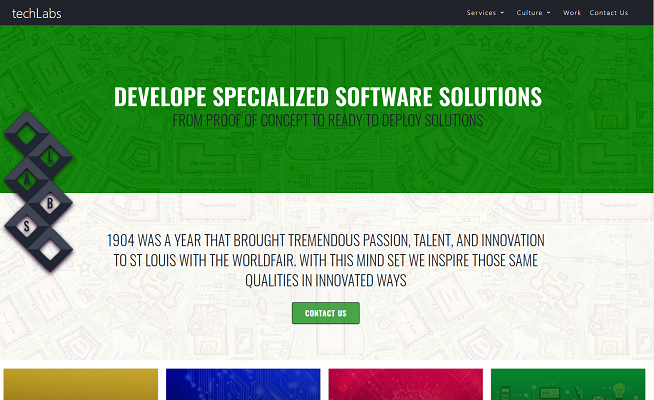 techLabs
Services
Culture
Work
Contact Us
DEVELOPE SPECIALIZED SOFTWARE SOLUTIONS
FROM PROOF OF CONCEPT TO READY TO DEPLOY SOLUTIONS
L
A
B
S
1904 WAS A YEAR THAT BROUGHT TREMENDOUS PASSION, TALENT, AND INNOVATION
TO ST LOUIS WITH THE WORLDFAIR. WITH THIS MIND SET WE INSPIRE THOSE SAME
QUALITIES IN INNOVATED WAYS
CONTACT US